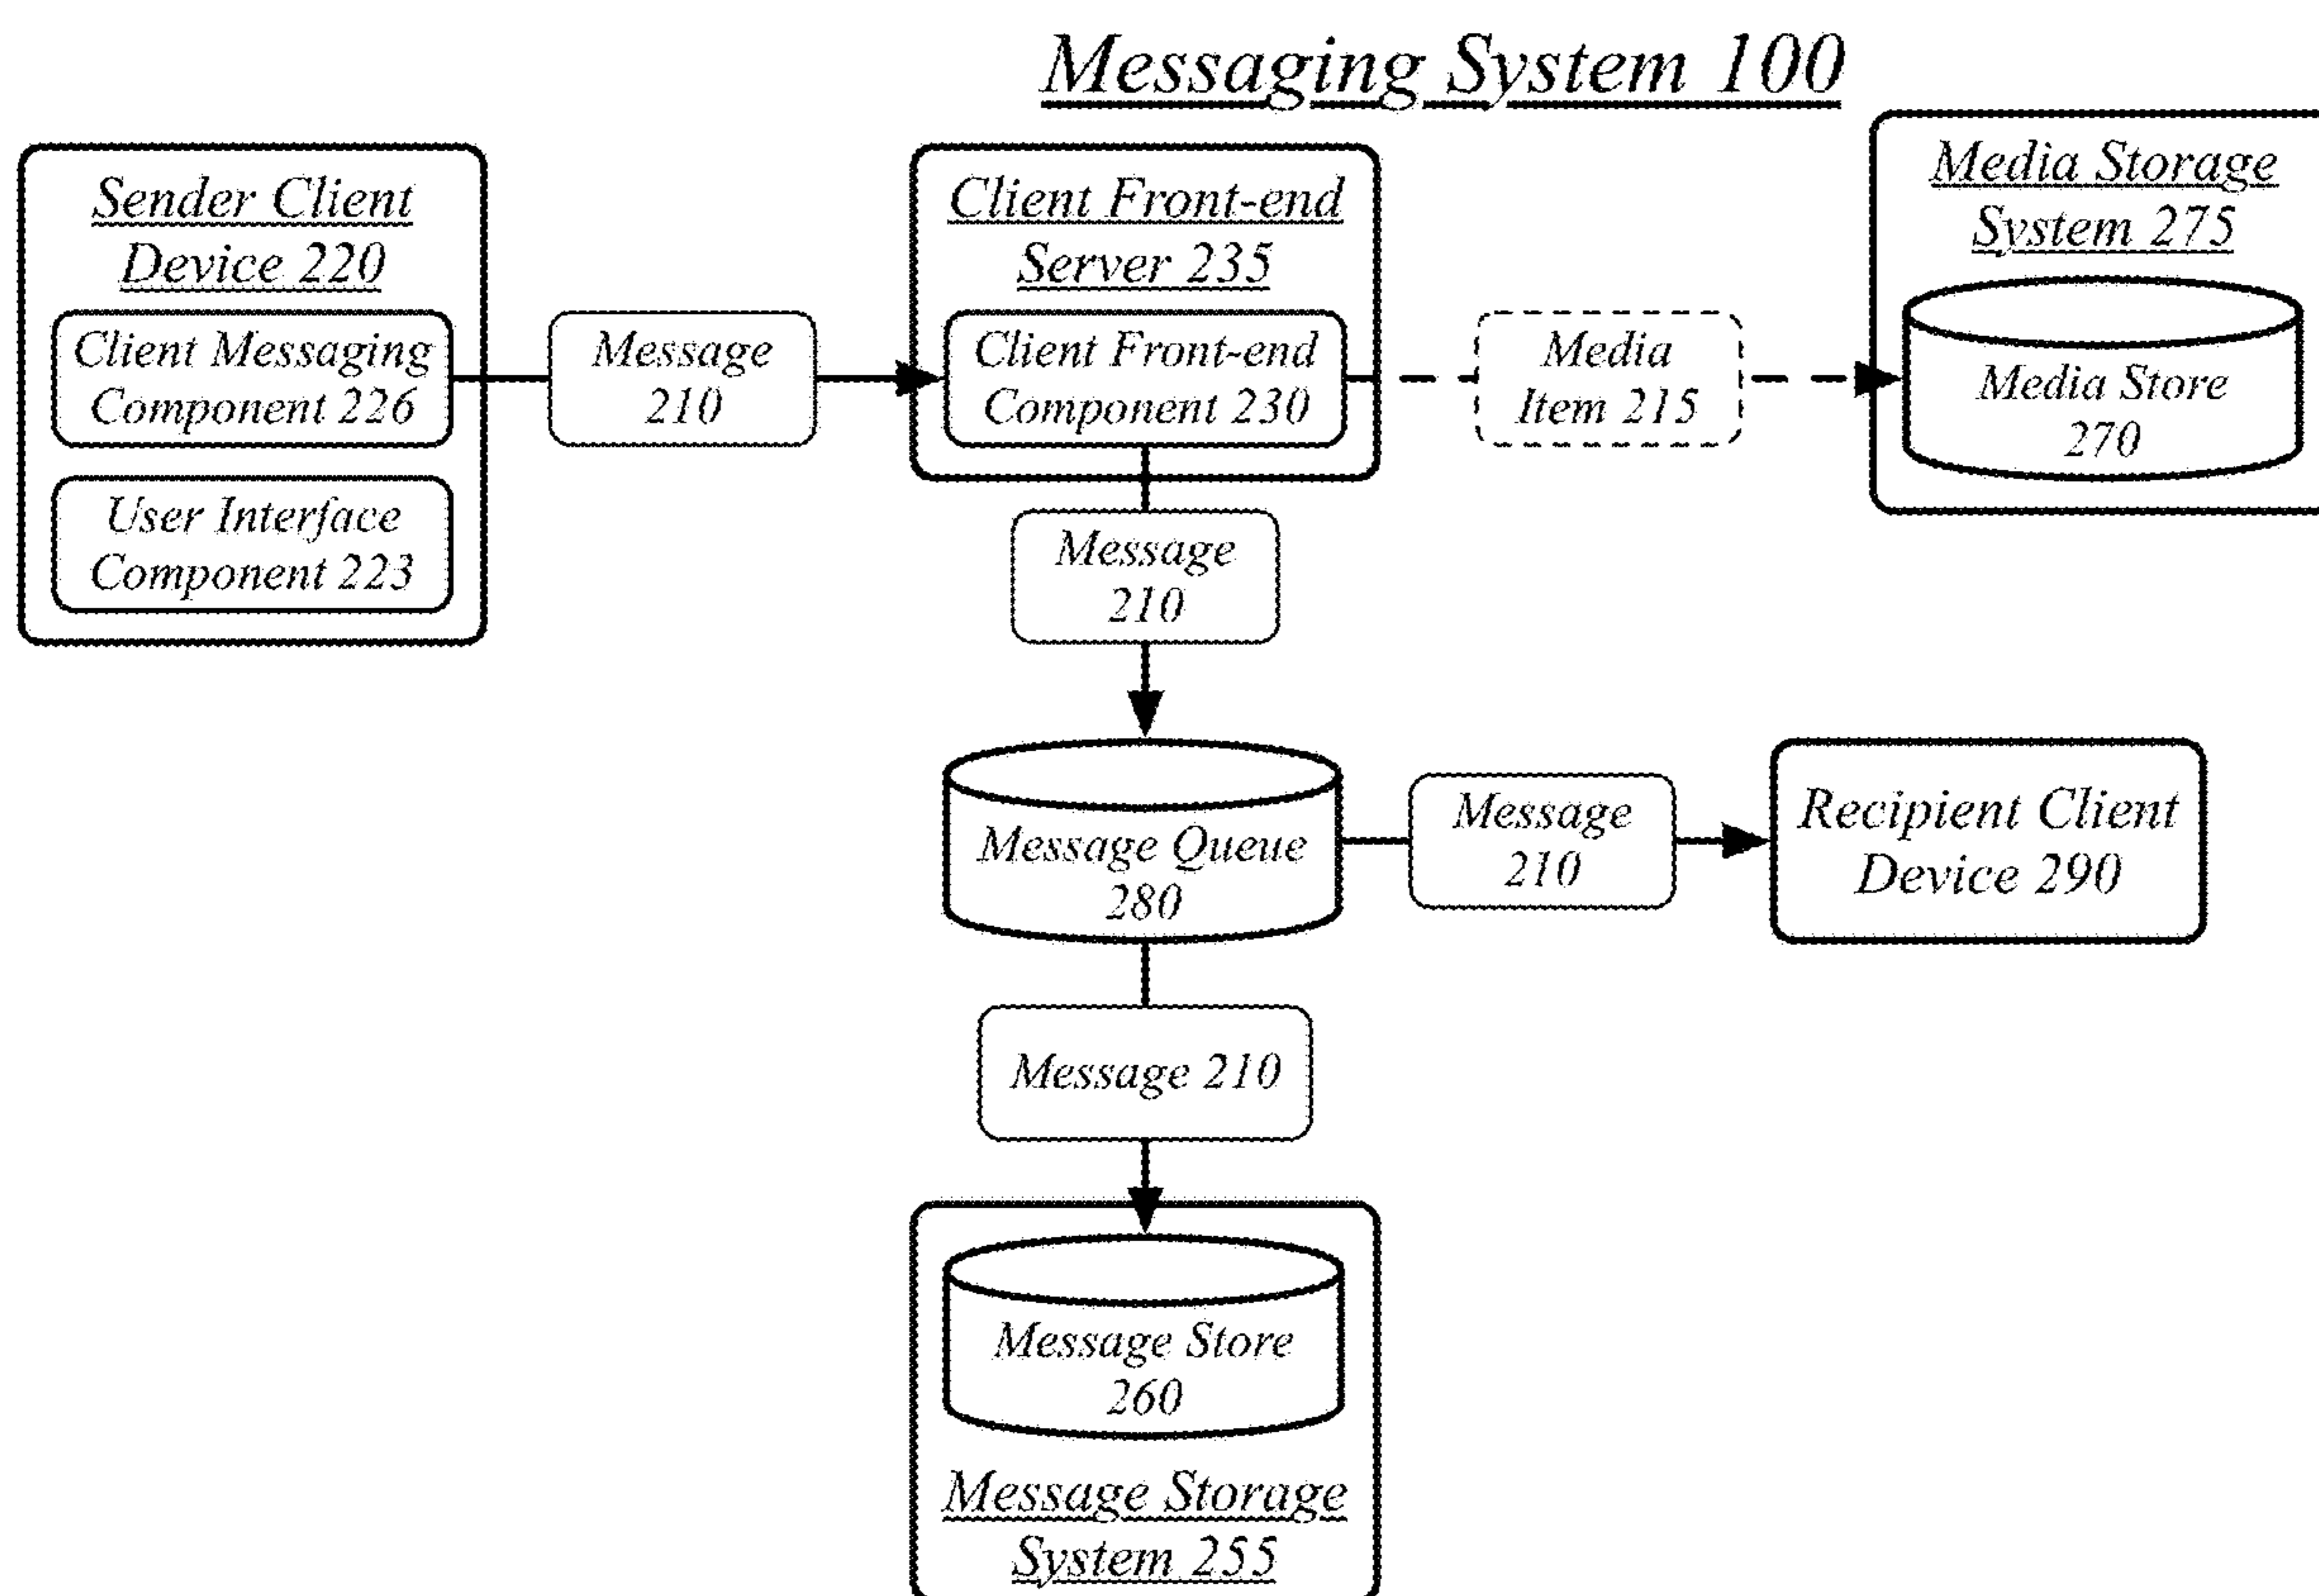 Messaging System 100
Sender Client
Device 220
Client Messaging
Component 226
User Interface
Component 223
Message
210
Client Front-end
Server 235
Client Front-end
Component 230
Media
Item 215
Media Storage
System 275
Media Store
270
Message
210
Message Queue
280
Message
210
Recipient Client
Device 290
Message 210
Message Store
260
Message Storage
System 255